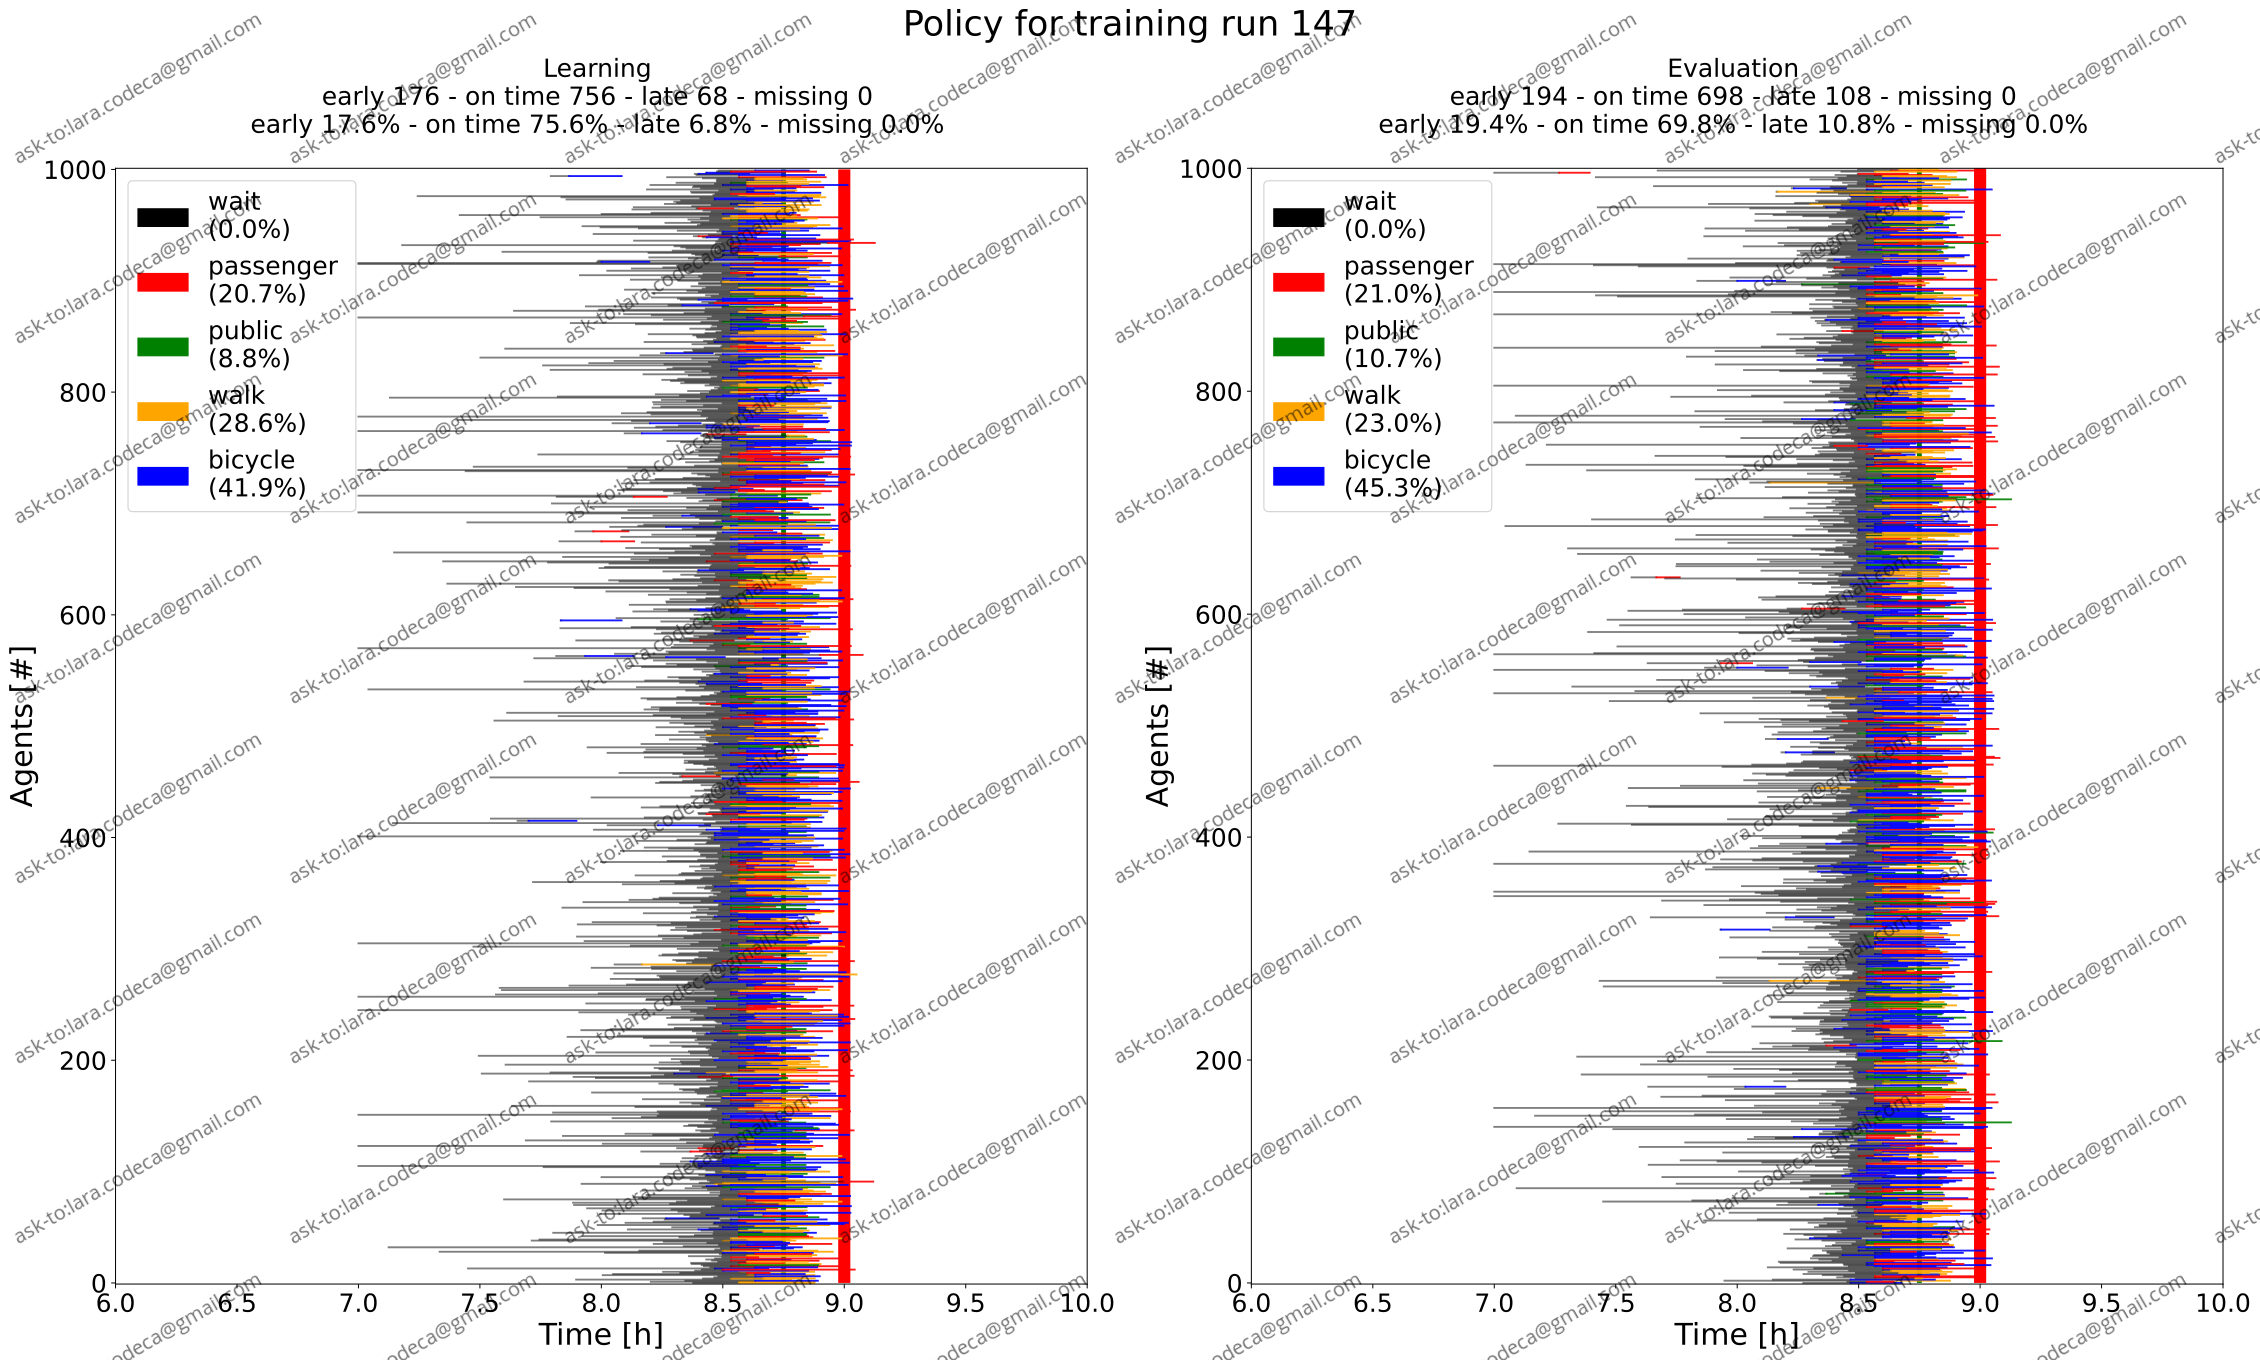 Policy for training run 147
Learning
early 176 - on time 756 - late 68 - missing 0
early 17.6% - on time 75.6% - late 6.8% - missing 0.0%
Evaluation
early 194 - on time 698 - late 108 - missing 0
early 19.4% - on time 69.8% - late 10.8% - missing 0.0%
wait
(0.0%)
passenger
(20.7%)
public
(8.8%)
walk
(28.6%)
bicycle
(41.9%)
1000
800
600
400
200
0
Agents [#]
6.0 6.5 7.0 7.5 8.0 8.5 9.0 9.5 10.0
Time [h]
wait
(0.0%)
passenger
(21.0%)
public
(10.7%)
walk
(23.0%)
bicycle
(45.3%)
1000
800
600
400
200
0
Agents [#]
6.0 6.5 7.0 7.5 8.0 8.5 9.0 9.5 10.0
Time [h]
ask-to:lara.codeca@gmail.com